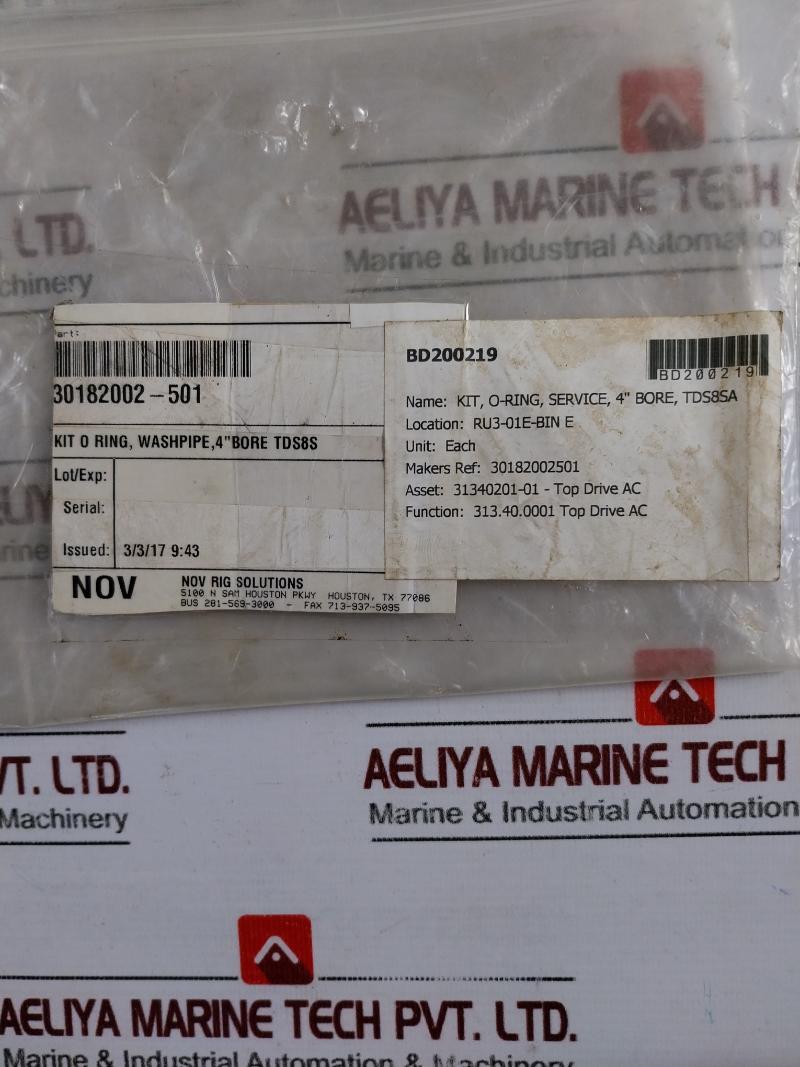 AELIYA MARINE TECH
LTD.
Marine & Industrial Automation
chinery
art:
30182002-501
KIT O RING, WASHPIPE,4"BORE TDS8S
Lot/Exp:
Serial:
Issued: 3/3/17 9:43
NOV
NOV RIG SOLUTIONS
5100 N SAM HOUSTON PKWY HOUSTON, TX 77086
BUS 281-569-3000 - FAX 713-937-5095
BD200219
BD200219
Name: KIT, O-RING, SERVICE, 4" BORE, TDS8SA
Location: RU3-01E-BIN E
Unit: Each
Makers Ref: 30182002501
Asset: 31340201-01 - Top Drive AC
Function: 313.40.0001 Top Drive AC
VT. LTD.
Machinery
AELIYA MARINE TECH
Marine & Industrial Automation
AELIYA MARINE TECH PVT. LTD.
Marine & Industrial Automation & Machinery